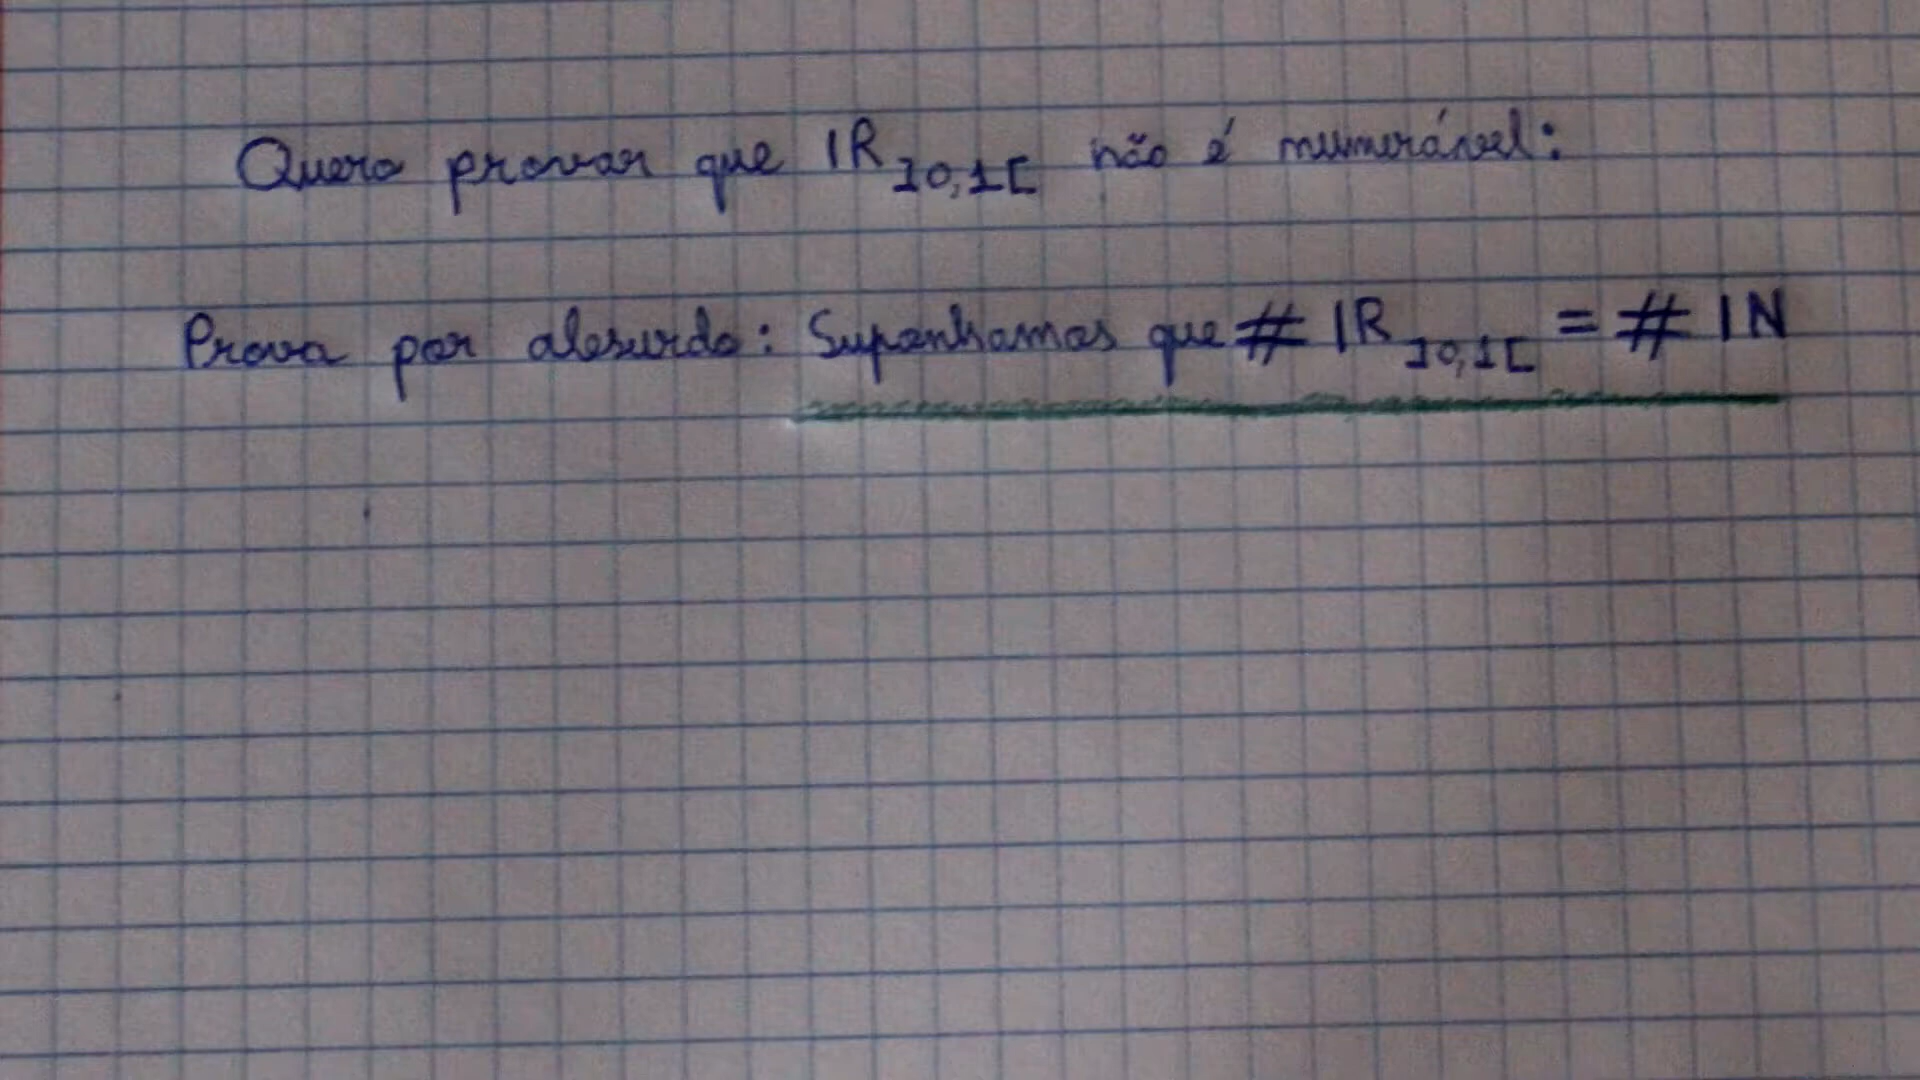 Quero provar que IR ]0,1[ não é numerável:
Prova por absurdo: Suponhamos que # IR ]0,1[ = # IN